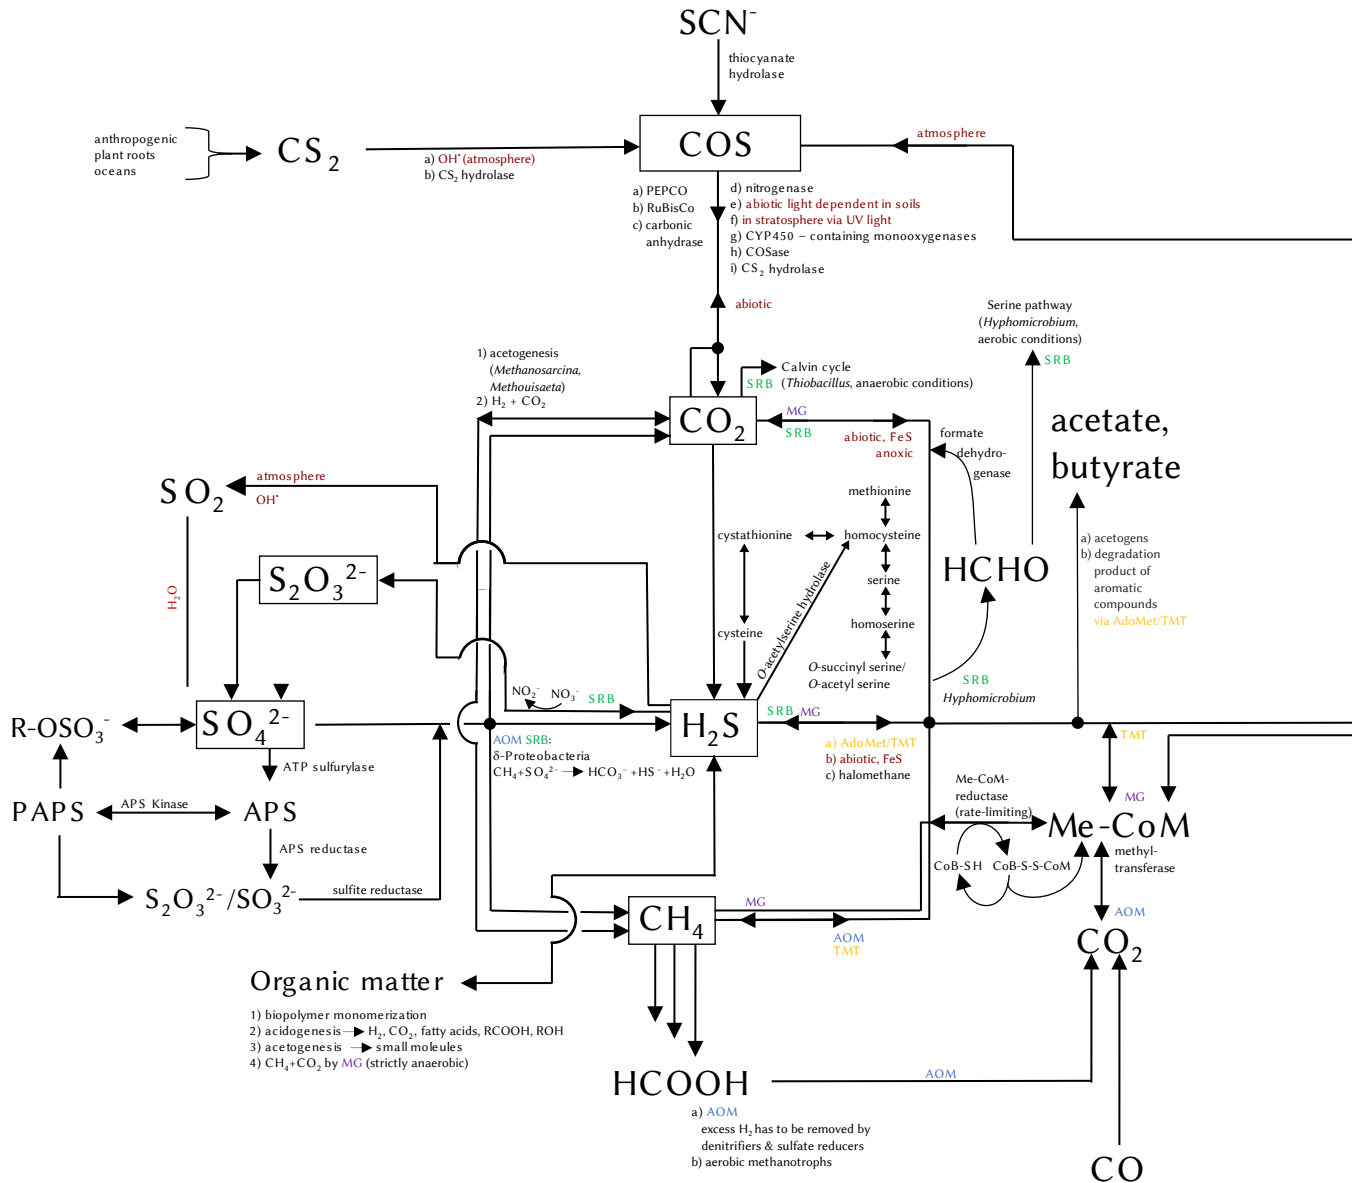 SCN⁻
thiocyanate
hydrolase
anthropogenic
plant roots
oceans
CS₂
a) OH• (atmosphere)
b) CS₂ hydrolase
COS
atmosphere
a) PEPCO
b) RuBisCo
c) carbonic
anhydrase
d) nitrogenase
e) abiotic light dependent in soils
f) in stratosphere via UV light
g) CYP450 – containing monooxygenases
h) COSase
i) CS₂ hydrolase
abiotic
Serine pathway
(Hyphomicrobium,
aerobic conditions)
SRB
1) acetogenesis
(Methanosarcina,
Methouisaeta)
2) H₂ + CO₂
Calvin cycle
SRB (Thiobacillus, anaerobic conditions)
CO₂
MG
SRB
abiotic, FeS
anoxic
formate
dehydro-
genase
acetate,
butyrate
SO₂
atmosphere
OH•
H₂O
S₂O₃²⁻
methionine
cystathionine
homocysteine
serine
homoserine
O-succinyl serine/
O-acetyl serine
cysteine
O-acetylserine hydrolase
HCHO
SRB
Hyphomicrobium
a) acetogens
b) degradation
product of
aromatic
compounds
via AdoMet/TMT
NO₂⁻ NO₃⁻ SRB
R-OSO₃⁻
SO₄²⁻
H₂S
SRB MG
AOM SRB:
δ-Proteobacteria
CH₄+SO₄²⁻ → HCO₃⁻ +HS⁻+H₂O
a) AdoMet/TMT
b) abiotic, FeS
c) halomethane
TMT
ATP sulfurylase
PAPS
APS Kinase
APS
APS reductase
S₂O₃²⁻/SO₃²⁻
sulfite reductase
Me-CoM-
reductase
(rate-limiting)
MG
Me-CoM
CoB-SH
CoB-S-S-CoM
methyl-
transferase
AOM
CO₂
CH₄
MG
AOM
TMT
Organic matter
1) biopolymer monomerization
2) acidogenesis → H₂, CO₂, fatty acids, RCOOH, ROH
3) acetogenesis → small moleules
4) CH₄+CO₂ by MG (strictly anaerobic)
HCOOH
AOM
a) AOM
excess H₂ has to be removed by
denitrifiers & sulfate reducers
b) aerobic methanotrophs
CO